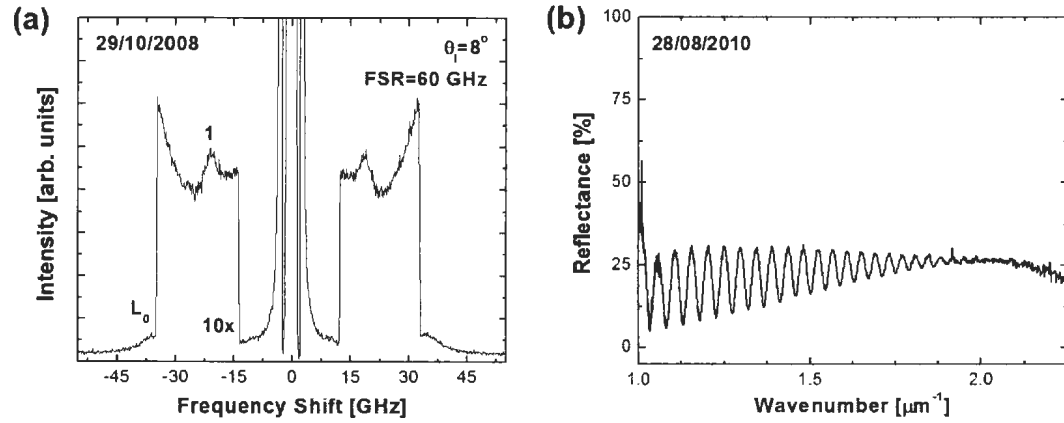 (a)
29/10/2008
θᵢ=8°
FSR=60 GHz
1
L₀
10x
Intensity [arb. units]
-45 -30 -15 0 15 30 45
Frequency Shift [GHz]
(b)
28/08/2010
100
75
50
25
0
Reflectance [%]
1.0 1.5 2.0
Wavenumber [μm⁻¹]